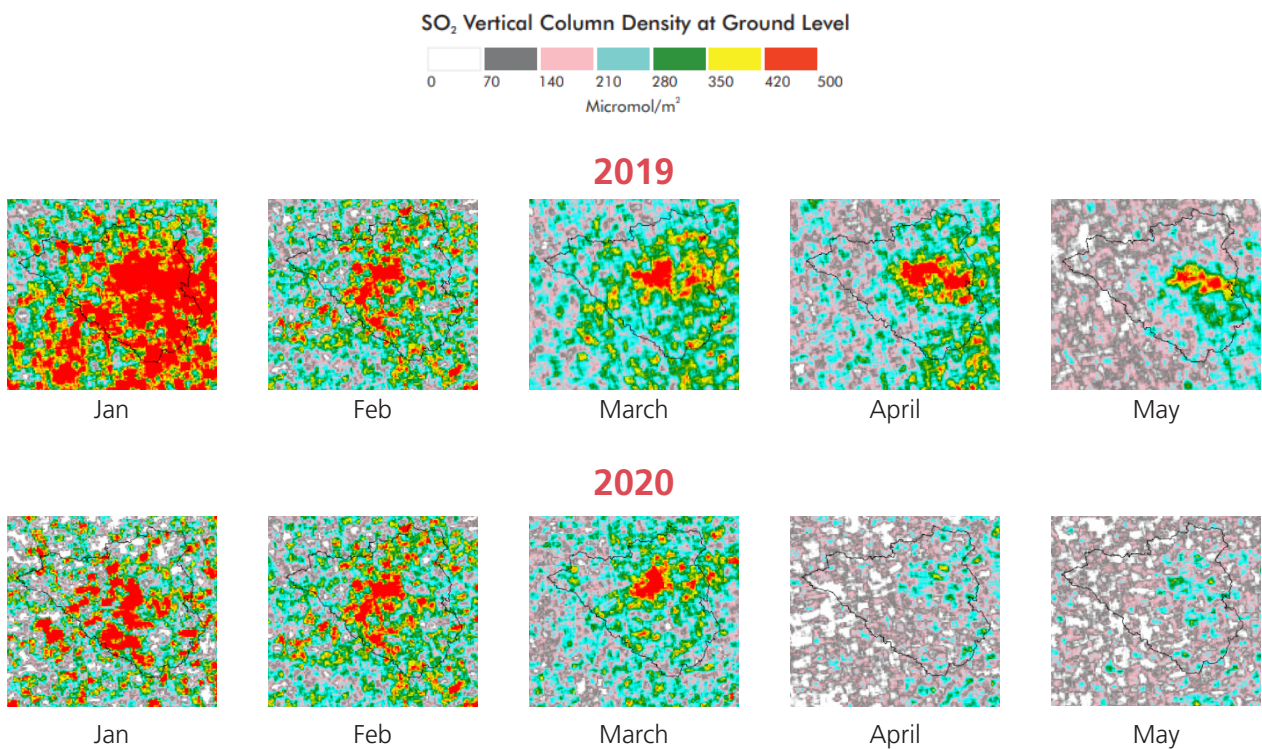 SO₂ Vertical Column Density at Ground Level
0 70 140 210 280 350 420 500
Micromol/m²
2019
Jan Feb March April May
2020
Jan Feb March April May